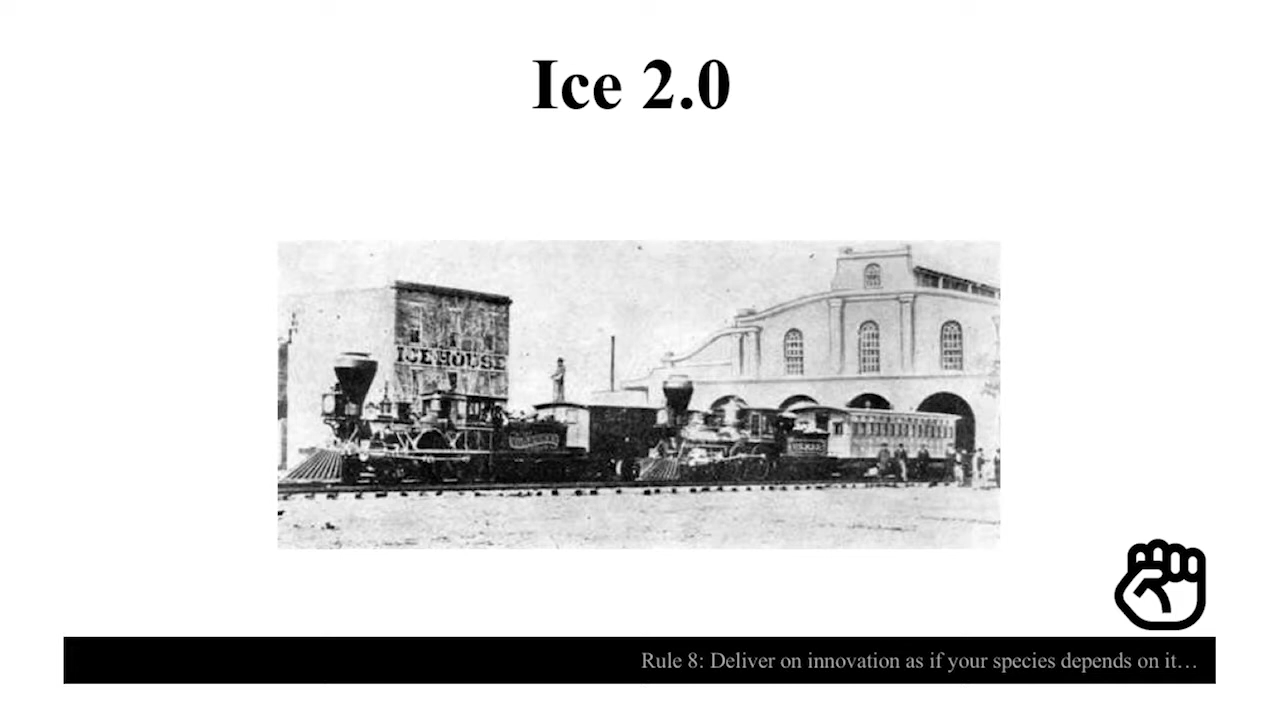 Ice 2.0
ICE HOUSE
Rule 8: Deliver on innovation as if your species depends on it…